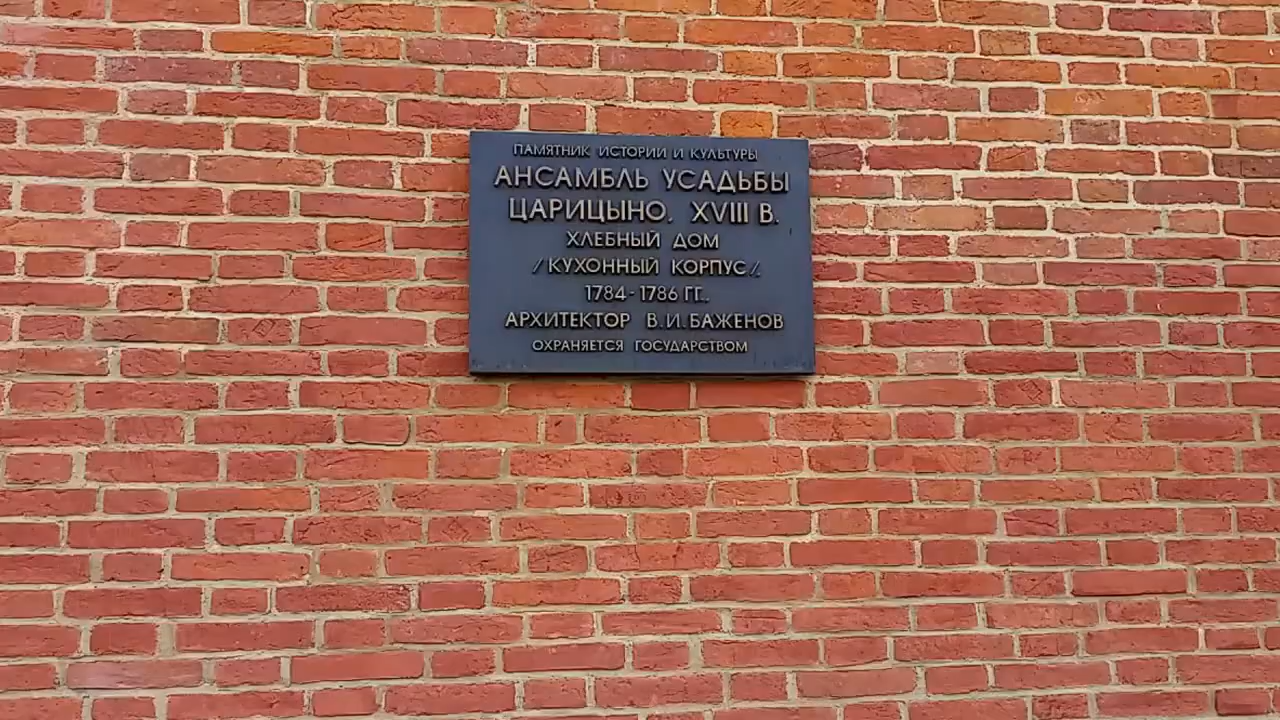 ПАМЯТНИК ИСТОРИИ И КУЛЬТУРЫ
АНСАМБЛЬ УСАДЬБЫ
ЦАРИЦЫНО. XVIII В.
ХЛЕБНЫЙ ДОМ
/КУХОННЫЙ КОРПУС/
1784-1786 ГГ.
АРХИТЕКТОР В.И.БАЖЕНОВ
ОХРАНЯЕТСЯ ГОСУДАРСТВОМ